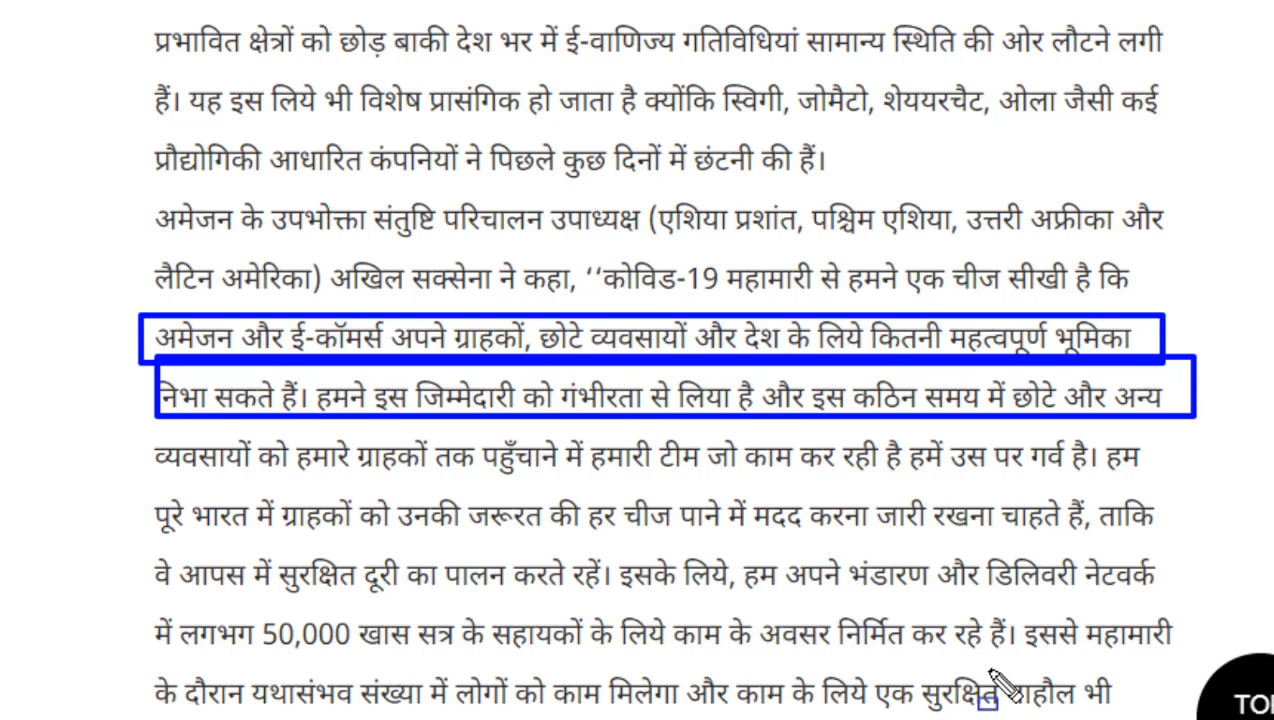 प्रभावित क्षेत्रों को छोड़ बाकी देश भर में ई-वाणिज्य गतिविधियां सामान्य स्थिति की ओर लौटने लगी
हैं। यह इस लिये भी विशेष प्रासंगिक हो जाता है क्योंकि स्विगी, जोमैटो, शेययरचैट, ओला जैसी कई
प्रौद्योगिकी आधारित कंपनियों ने पिछले कुछ दिनों में छंटनी की हैं।
अमेजन के उपभोक्ता संतुष्टि परिचालन उपाध्यक्ष (एशिया प्रशांत, पश्चिम एशिया, उत्तरी अफ्रीका और
लैटिन अमेरिका) अखिल सक्सेना ने कहा, ‘‘कोविड-19 महामारी से हमने एक चीज सीखी है कि
अमेजन और ई-कॉमर्स अपने ग्राहकों, छोटे व्यवसायों और देश के लिये कितनी महत्वपूर्ण भूमिका
निभा सकते हैं। हमने इस जिम्मेदारी को गंभीरता से लिया है और इस कठिन समय में छोटे और अन्य
व्यवसायों को हमारे ग्राहकों तक पहुँचाने में हमारी टीम जो काम कर रही है हमें उस पर गर्व है। हम
पूरे भारत में ग्राहकों को उनकी जरूरत की हर चीज पाने में मदद करना जारी रखना चाहते हैं, ताकि
वे आपस में सुरक्षित दूरी का पालन करते रहें। इसके लिये, हम अपने भंडारण और डिलिवरी नेटवर्क
में लगभग 50,000 खास सत्र के सहायकों के लिये काम के अवसर निर्मित कर रहे हैं। इससे महामारी
के दौरान यथासंभव संख्या में लोगों को काम मिलेगा और काम के लिये एक सुरक्षित माहौल भी